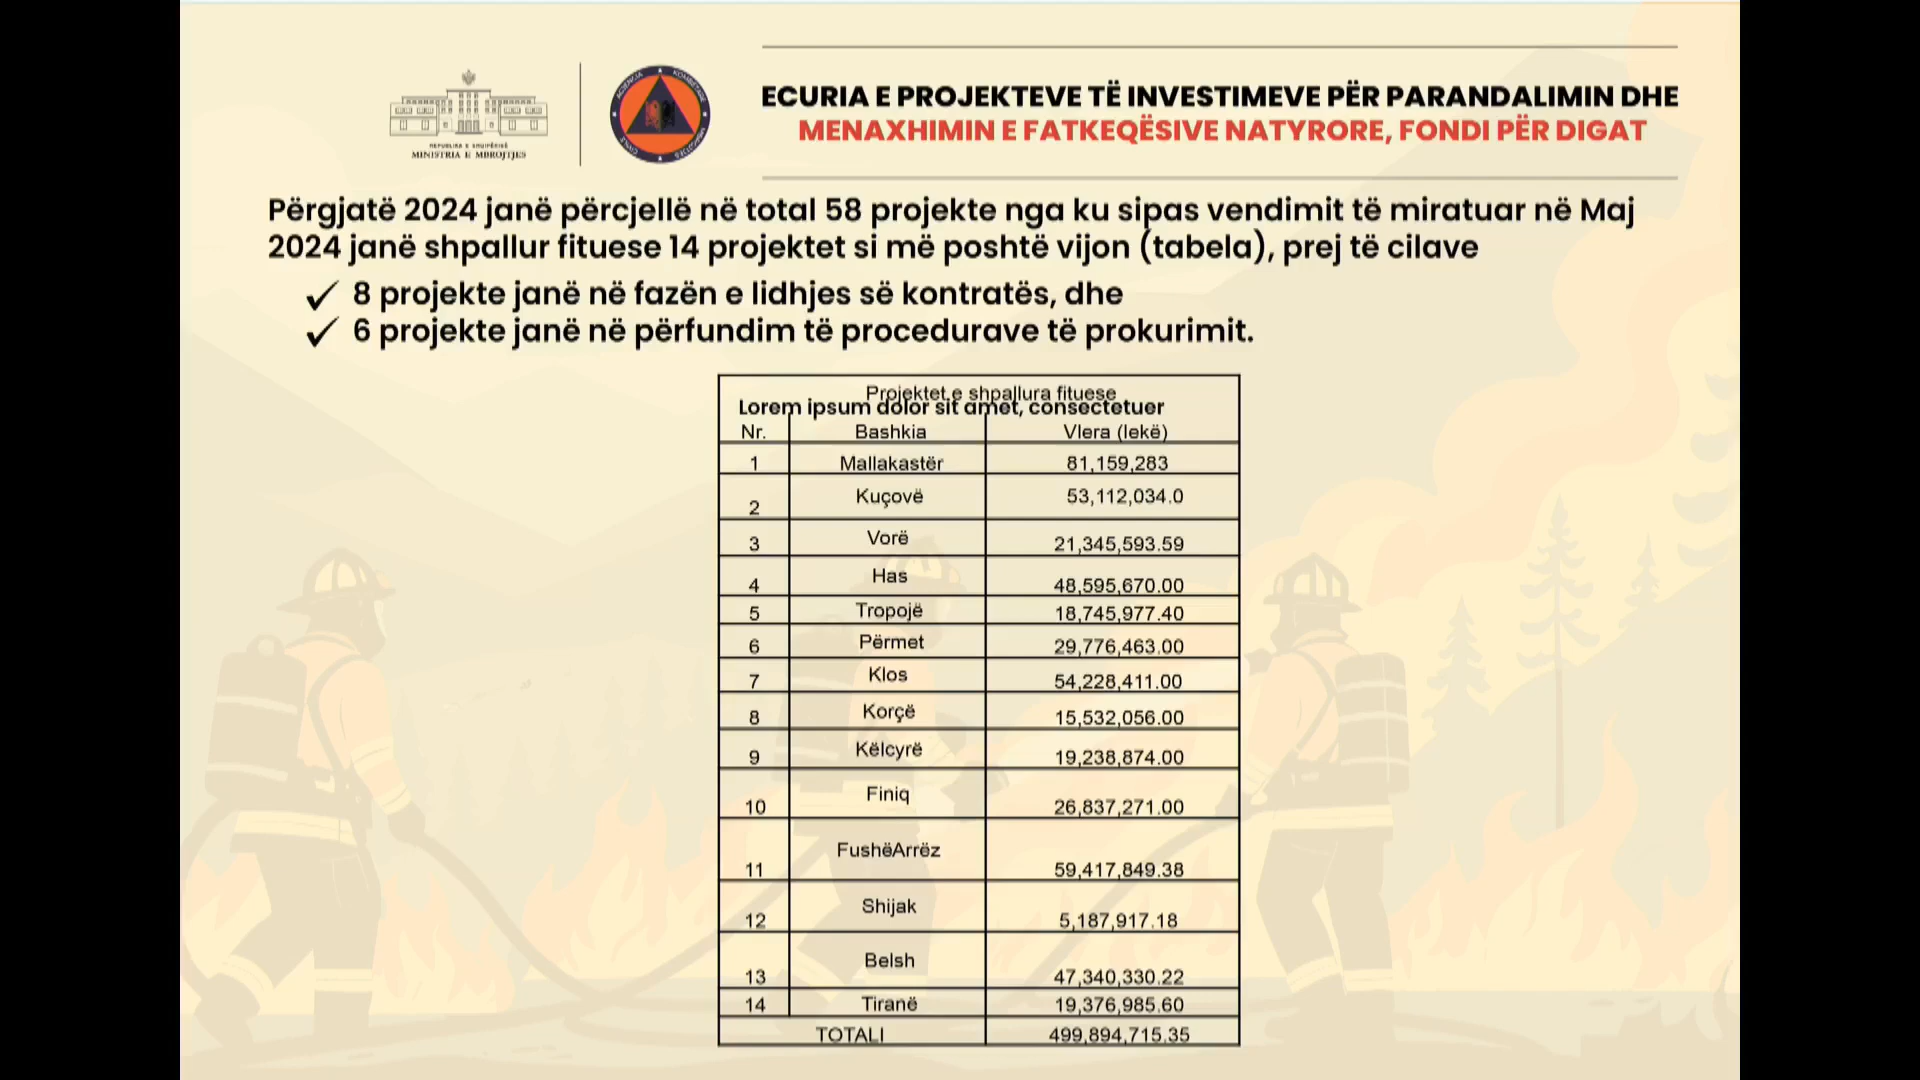 ECURIA E PROJEKTEVE TË INVESTIMEVE PËR PARANDALIMIN DHE
MENAXHIMIN E FATKEQËSIVE NATYRORE, FONDI PËR DIGAT
REPUBLIKA E SHQIPËRISË
MINISTRIA E MBROJTJES
AGJENCIA KOMBËTARE
MBROJTJES CIVILE
Përgjatë 2024 janë përcjellë në total 58 projekte nga ku sipas vendimit të miratuar në Maj
2024 janë shpallur fituese 14 projektet si më poshtë vijon (tabela), prej të cilave
✓ 8 projekte janë në fazën e lidhjes së kontratës, dhe
✓ 6 projekte janë në përfundim të procedurave të prokurimit.
Projektet e shpallura fituese
Lorem ipsum dolor sit amet, consectetuer
Nr. Bashkia Vlera (lekë)
1 Mallakastër 81,159,283
2 Kuçovë 53,112,034.0
3 Vorë 21,345,593.59
4 Has 48,595,670.00
5 Tropojë 18,745,977.40
6 Përmet 29,776,463.00
7 Klos 54,228,411.00
8 Korçë 15,532,056.00
9 Këlcyrë 19,238,874.00
10 Finiq 26,837,271.00
11 FushëArrëz 59,417,849.38
12 Shijak 5,187,917.18
13 Belsh 47,340,330.22
14 Tiranë 19,376,985.60
TOTALI 499,894,715.35